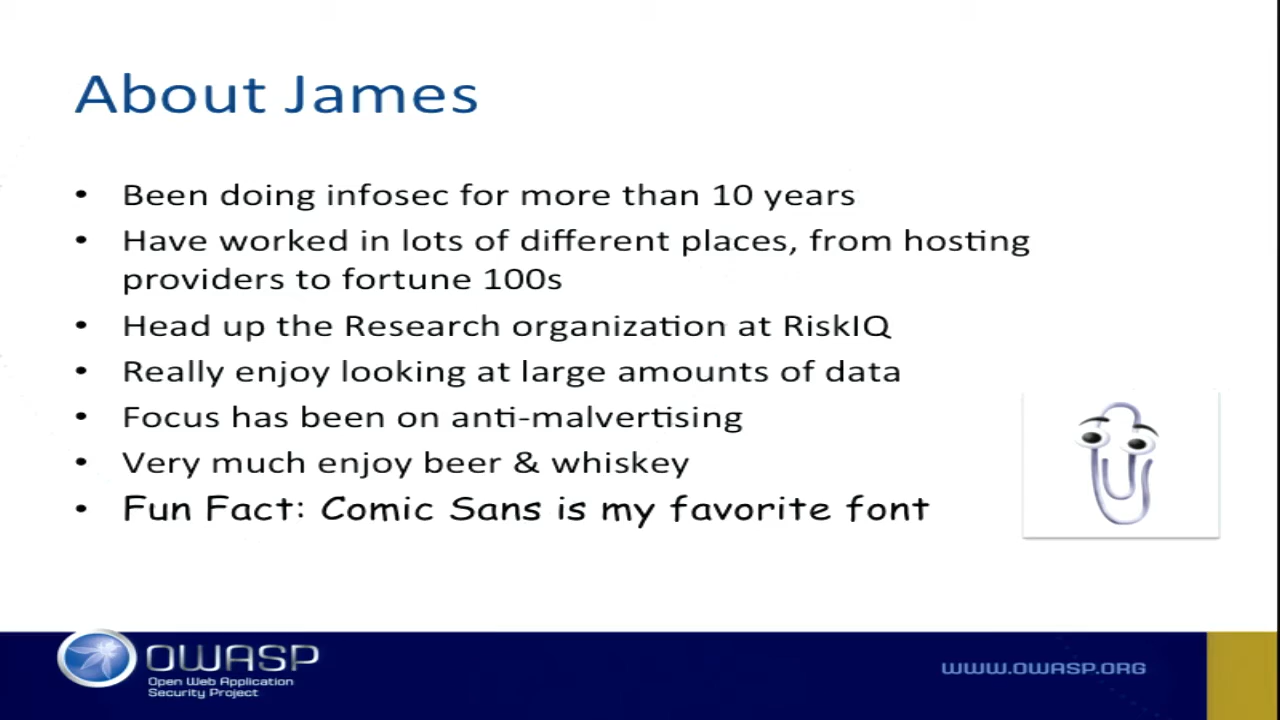 About James
• Been doing infosec for more than 10 years
• Have worked in lots of different places, from hosting
providers to fortune 100s
• Head up the Research organization at RiskIQ
• Really enjoy looking at large amounts of data
• Focus has been on anti-malvertising
• Very much enjoy beer & whiskey
• Fun Fact: Comic Sans is my favorite font
OWASP
Open Web Application
Security Project
WWW.OWASP.ORG